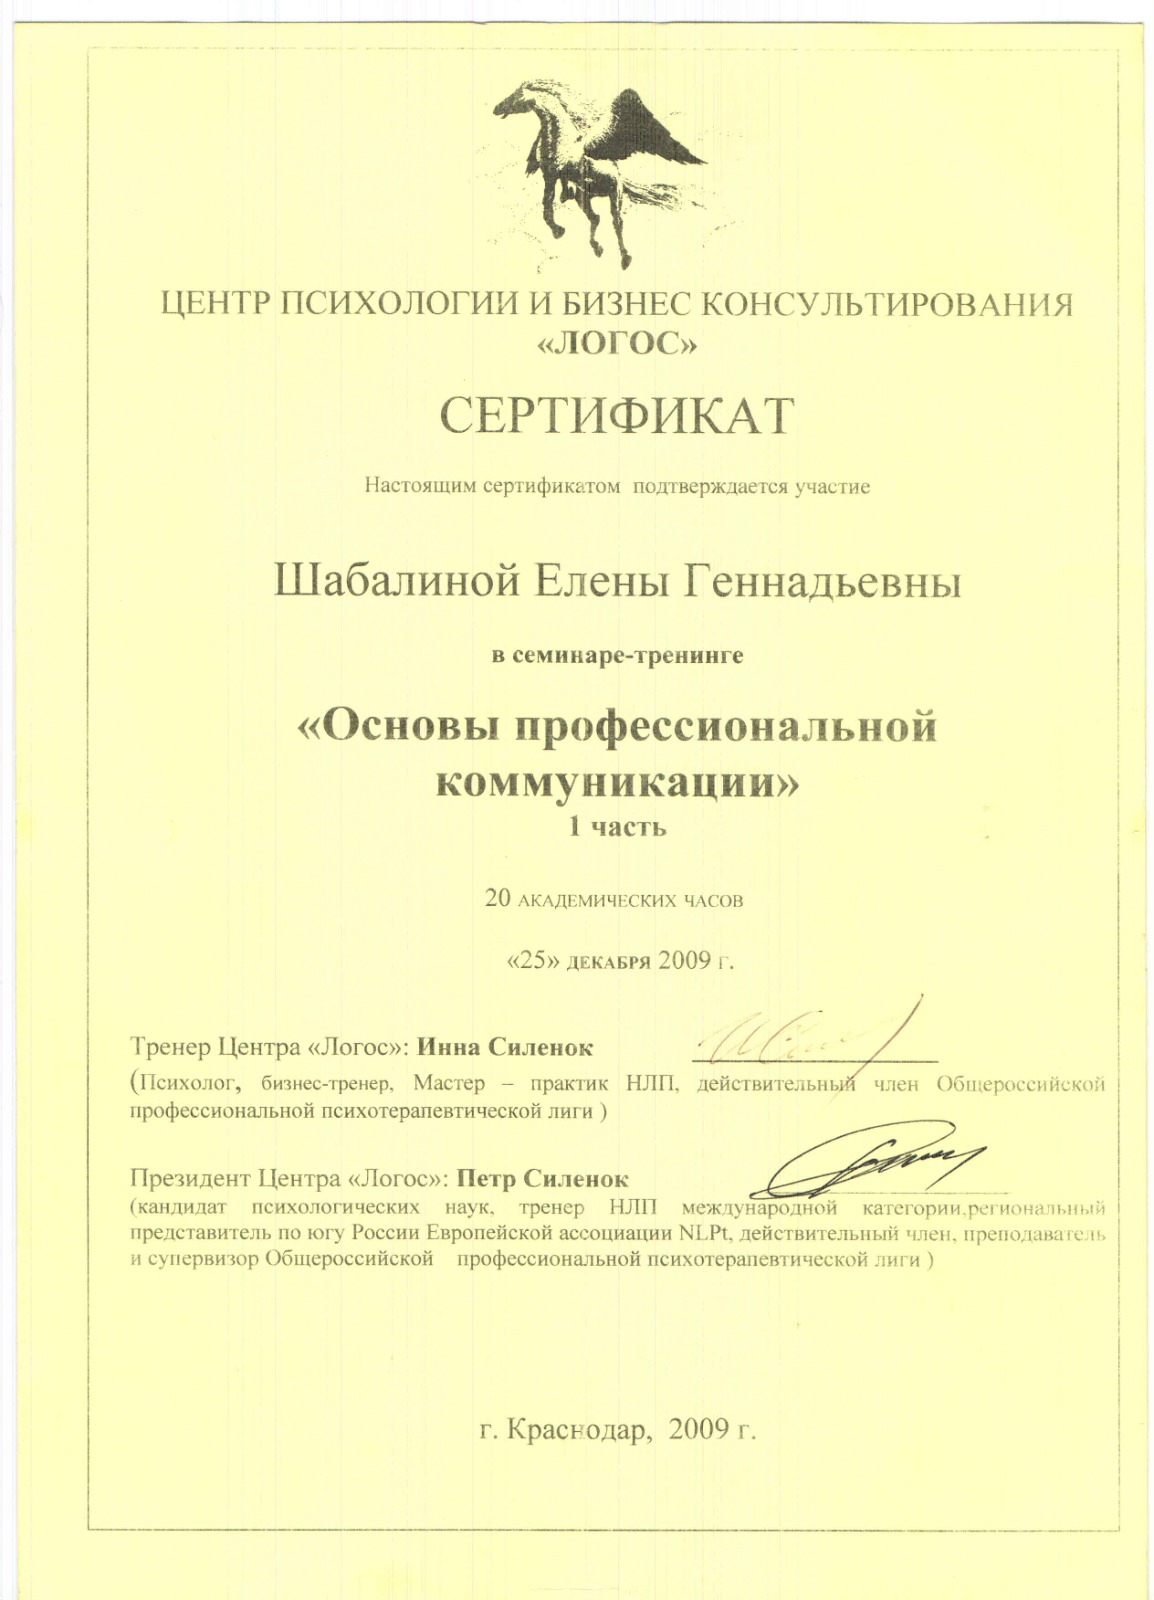 ЦЕНТР ПСИХОЛОГИИ И БИЗНЕС КОНСУЛЬТИРОВАНИЯ
«ЛОГОС»
СЕРТИФИКАТ
Настоящим сертификатом подтверждается участие
Шабалиной Елены Геннадьевны
в семинаре-тренинге
«Основы профессиональной
коммуникации»
1 часть
20 АКАДЕМИЧЕСКИХ ЧАСОВ
«25» ДЕКАБРЯ 2009 Г.
Тренер Центра «Логос»: Инна Силенок
(Психолог, бизнес-тренер, Мастер – практик НЛП, действительный член Общероссийской
профессиональной психотерапевтической лиги )
Президент Центра «Логос»: Петр Силенок
(кандидат психологических наук, тренер НЛП международной категории,региональный
представитель по югу России Европейской ассоциации NLPt, действительный член, преподаватель
и супервизор Общероссийской профессиональной психотерапевтической лиги )
г. Краснодар, 2009 г.